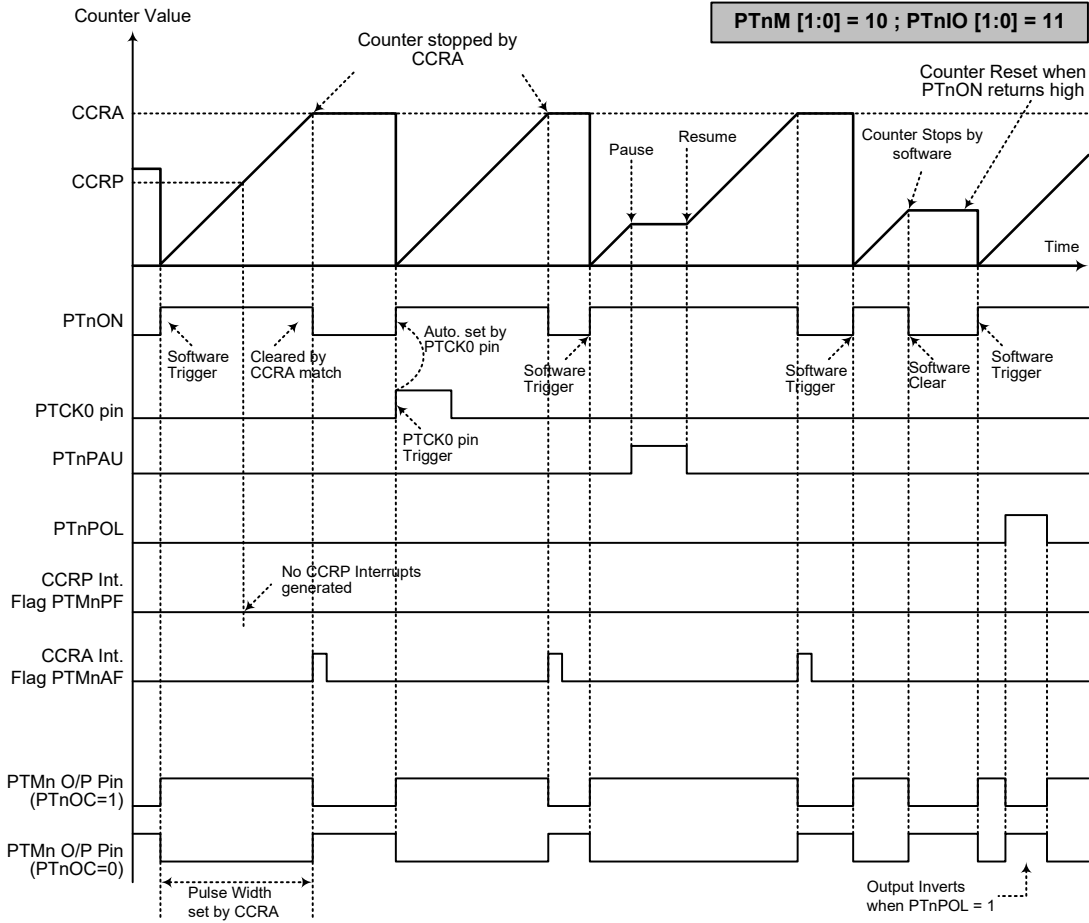 Counter Value
PTnM [1:0] = 10 ; PTnIO [1:0] = 11
Counter stopped by
CCRA
Counter Reset when
PTnON returns high
CCRA
Pause
Resume
Counter Stops by
software
CCRP
Time
PTnON
Software
Trigger
Cleared by
CCRA match
Auto. set by
PTCK0 pin
Software
Trigger
Software
Trigger
Software
Clear
Software
Trigger
PTCK0 pin
PTCK0 pin
Trigger
PTnPAU
PTnPOL
CCRP Int.
Flag PTMnPF
No CCRP Interrupts
generated
CCRA Int.
Flag PTMnAF
PTMn O/P Pin
(PTnOC=1)
PTMn O/P Pin
(PTnOC=0)
Pulse Width
set by CCRA
Output Inverts
when PTnPOL = 1